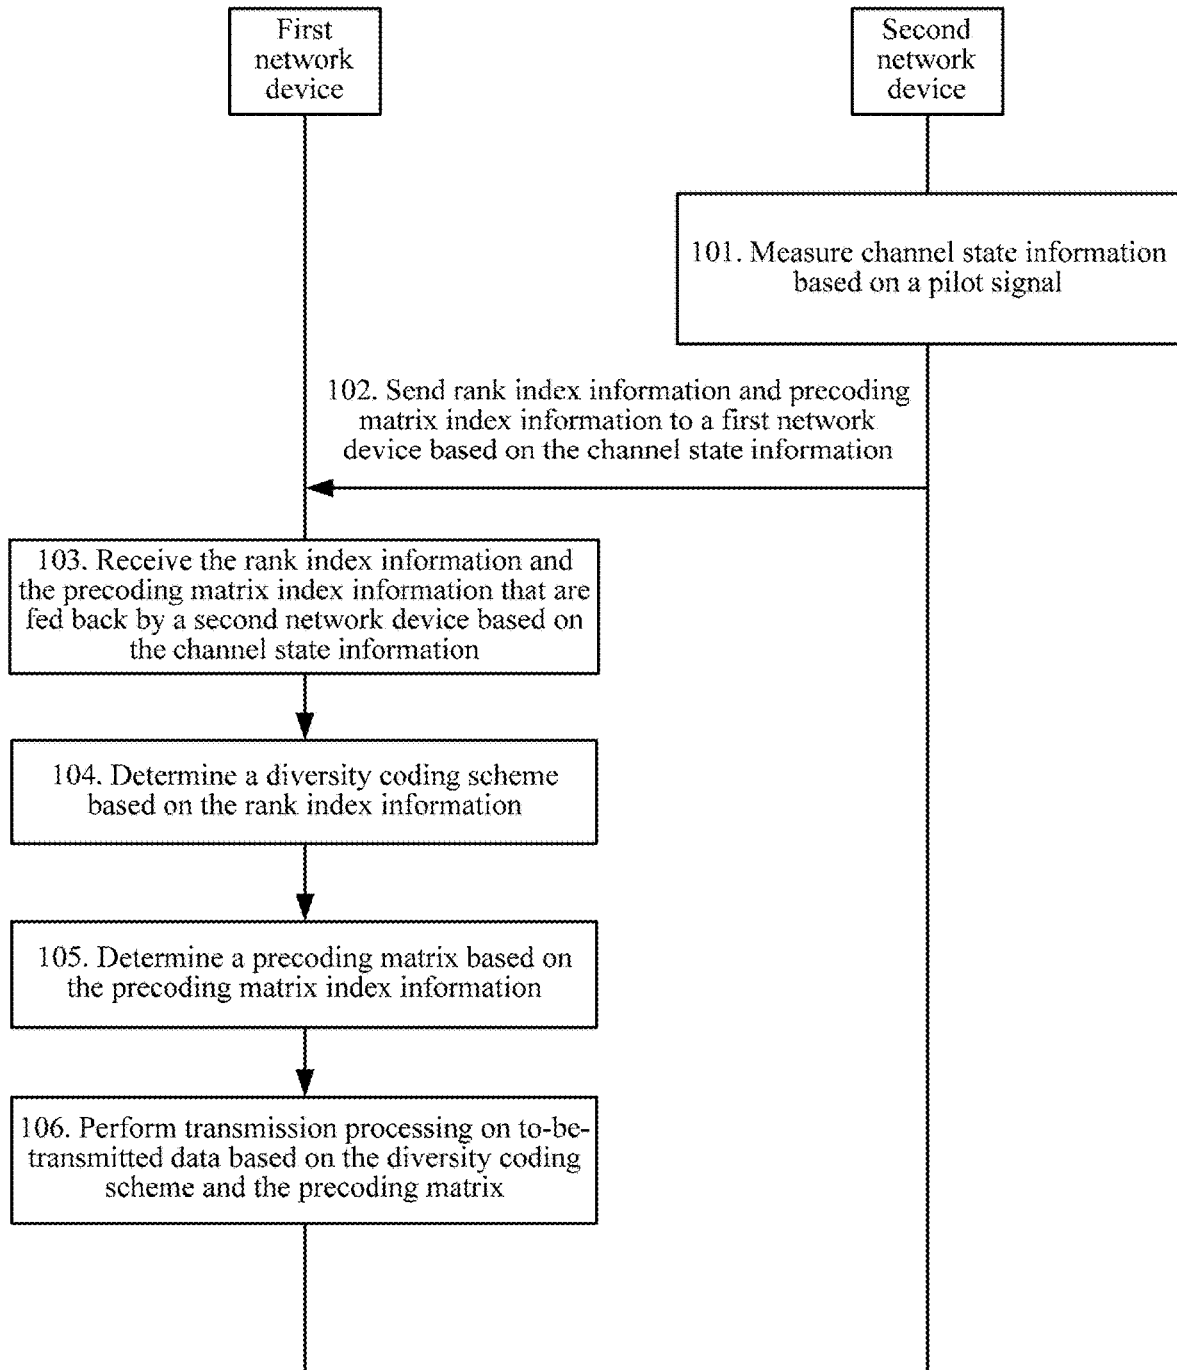 First
network
device
Second
network
device
101. Measure channel state information
based on a pilot signal
102. Send rank index information and precoding
matrix index information to a first network
device based on the channel state information
103. Receive the rank index information and
the precoding matrix index information that are
fed back by a second network device based on
the channel state information
104. Determine a diversity coding scheme
based on the rank index information
105. Determine a precoding matrix based on
the precoding matrix index information
106. Perform transmission processing on to-be-
transmitted data based on the diversity coding
scheme and the precoding matrix